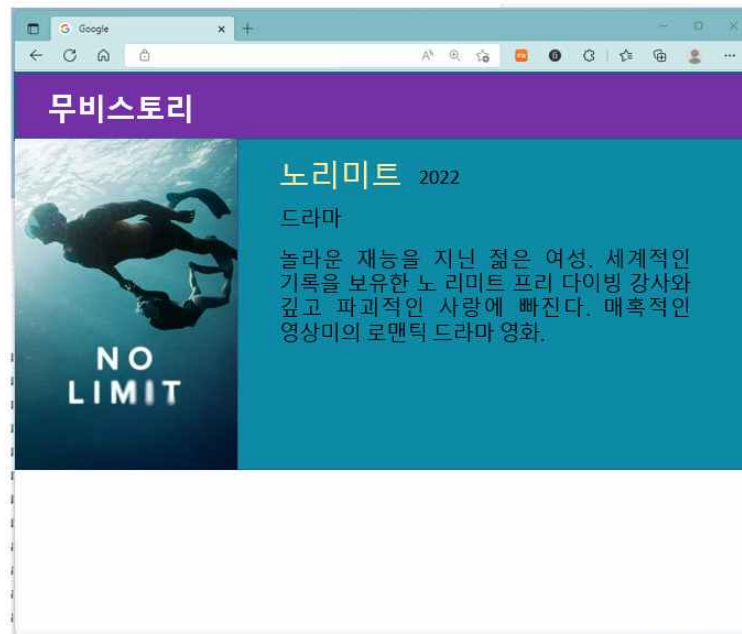 Google
무비스토리
노리미트 2022
드라마
놀라운 재능을 지닌 젊은 여성. 세계적인
기록을 보유한 노 리미트 프리 다이빙 강사와
깊고 파괴적인 사랑에 빠진다. 매혹적인
영상미의 로맨틱 드라마 영화.
NO
LIMIT